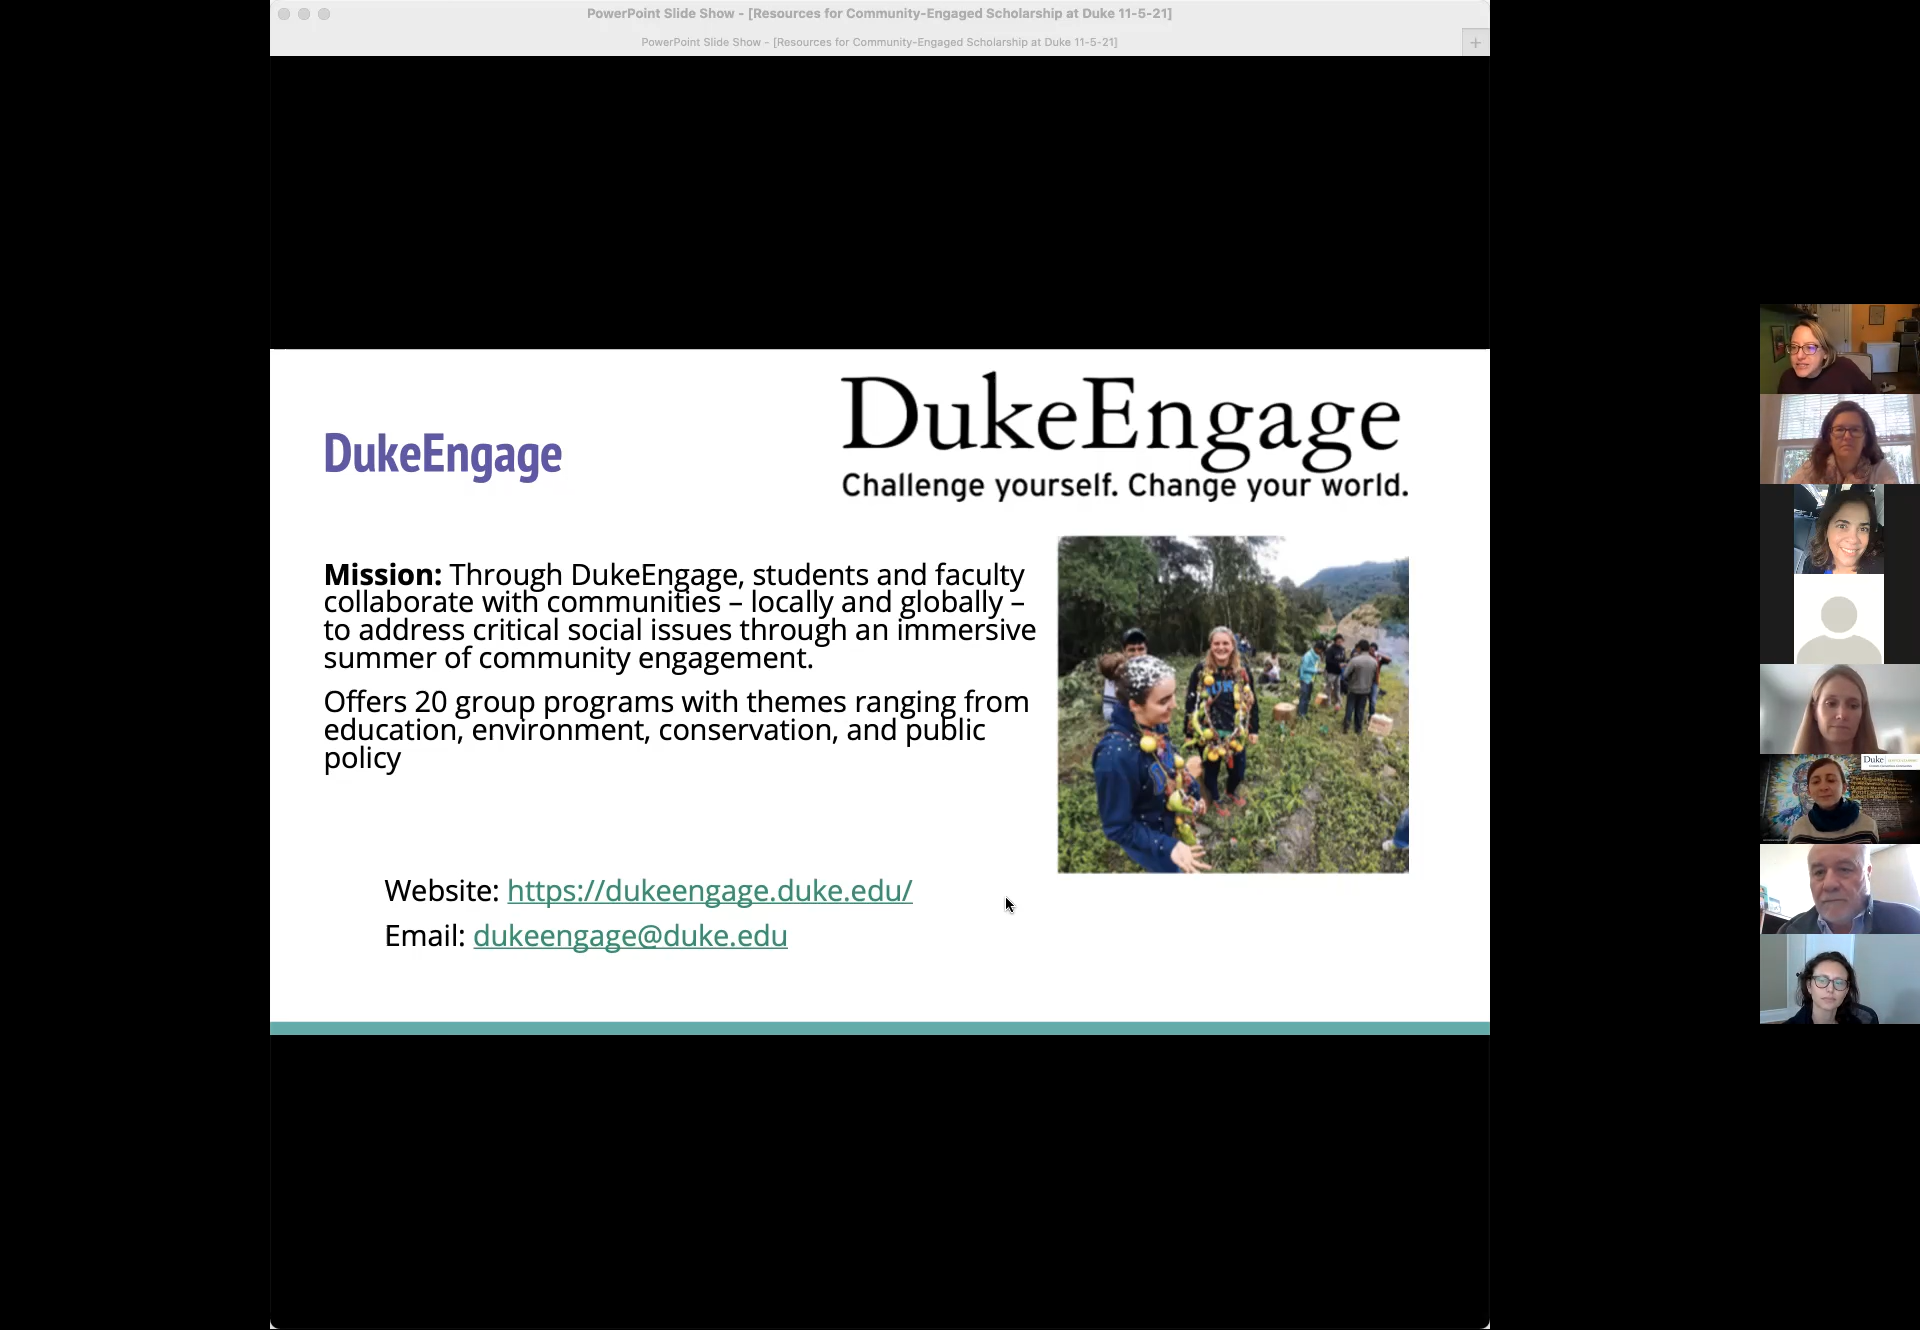 PowerPoint Slide Show - [Resources for Community-Engaged Scholarship at Duke 11-5-21]
PowerPoint Slide Show - [Resources for Community-Engaged Scholarship at Duke 11-5-21]
DukeEngage
DukeEngage
Challenge yourself. Change your world.
Mission: Through DukeEngage, students and faculty
collaborate with communities – locally and globally –
to address critical social issues through an immersive
summer of community engagement.
Offers 20 group programs with themes ranging from
education, environment, conservation, and public
policy
Website: https://dukeengage.duke.edu/
Email: dukeengage@duke.edu
Duke